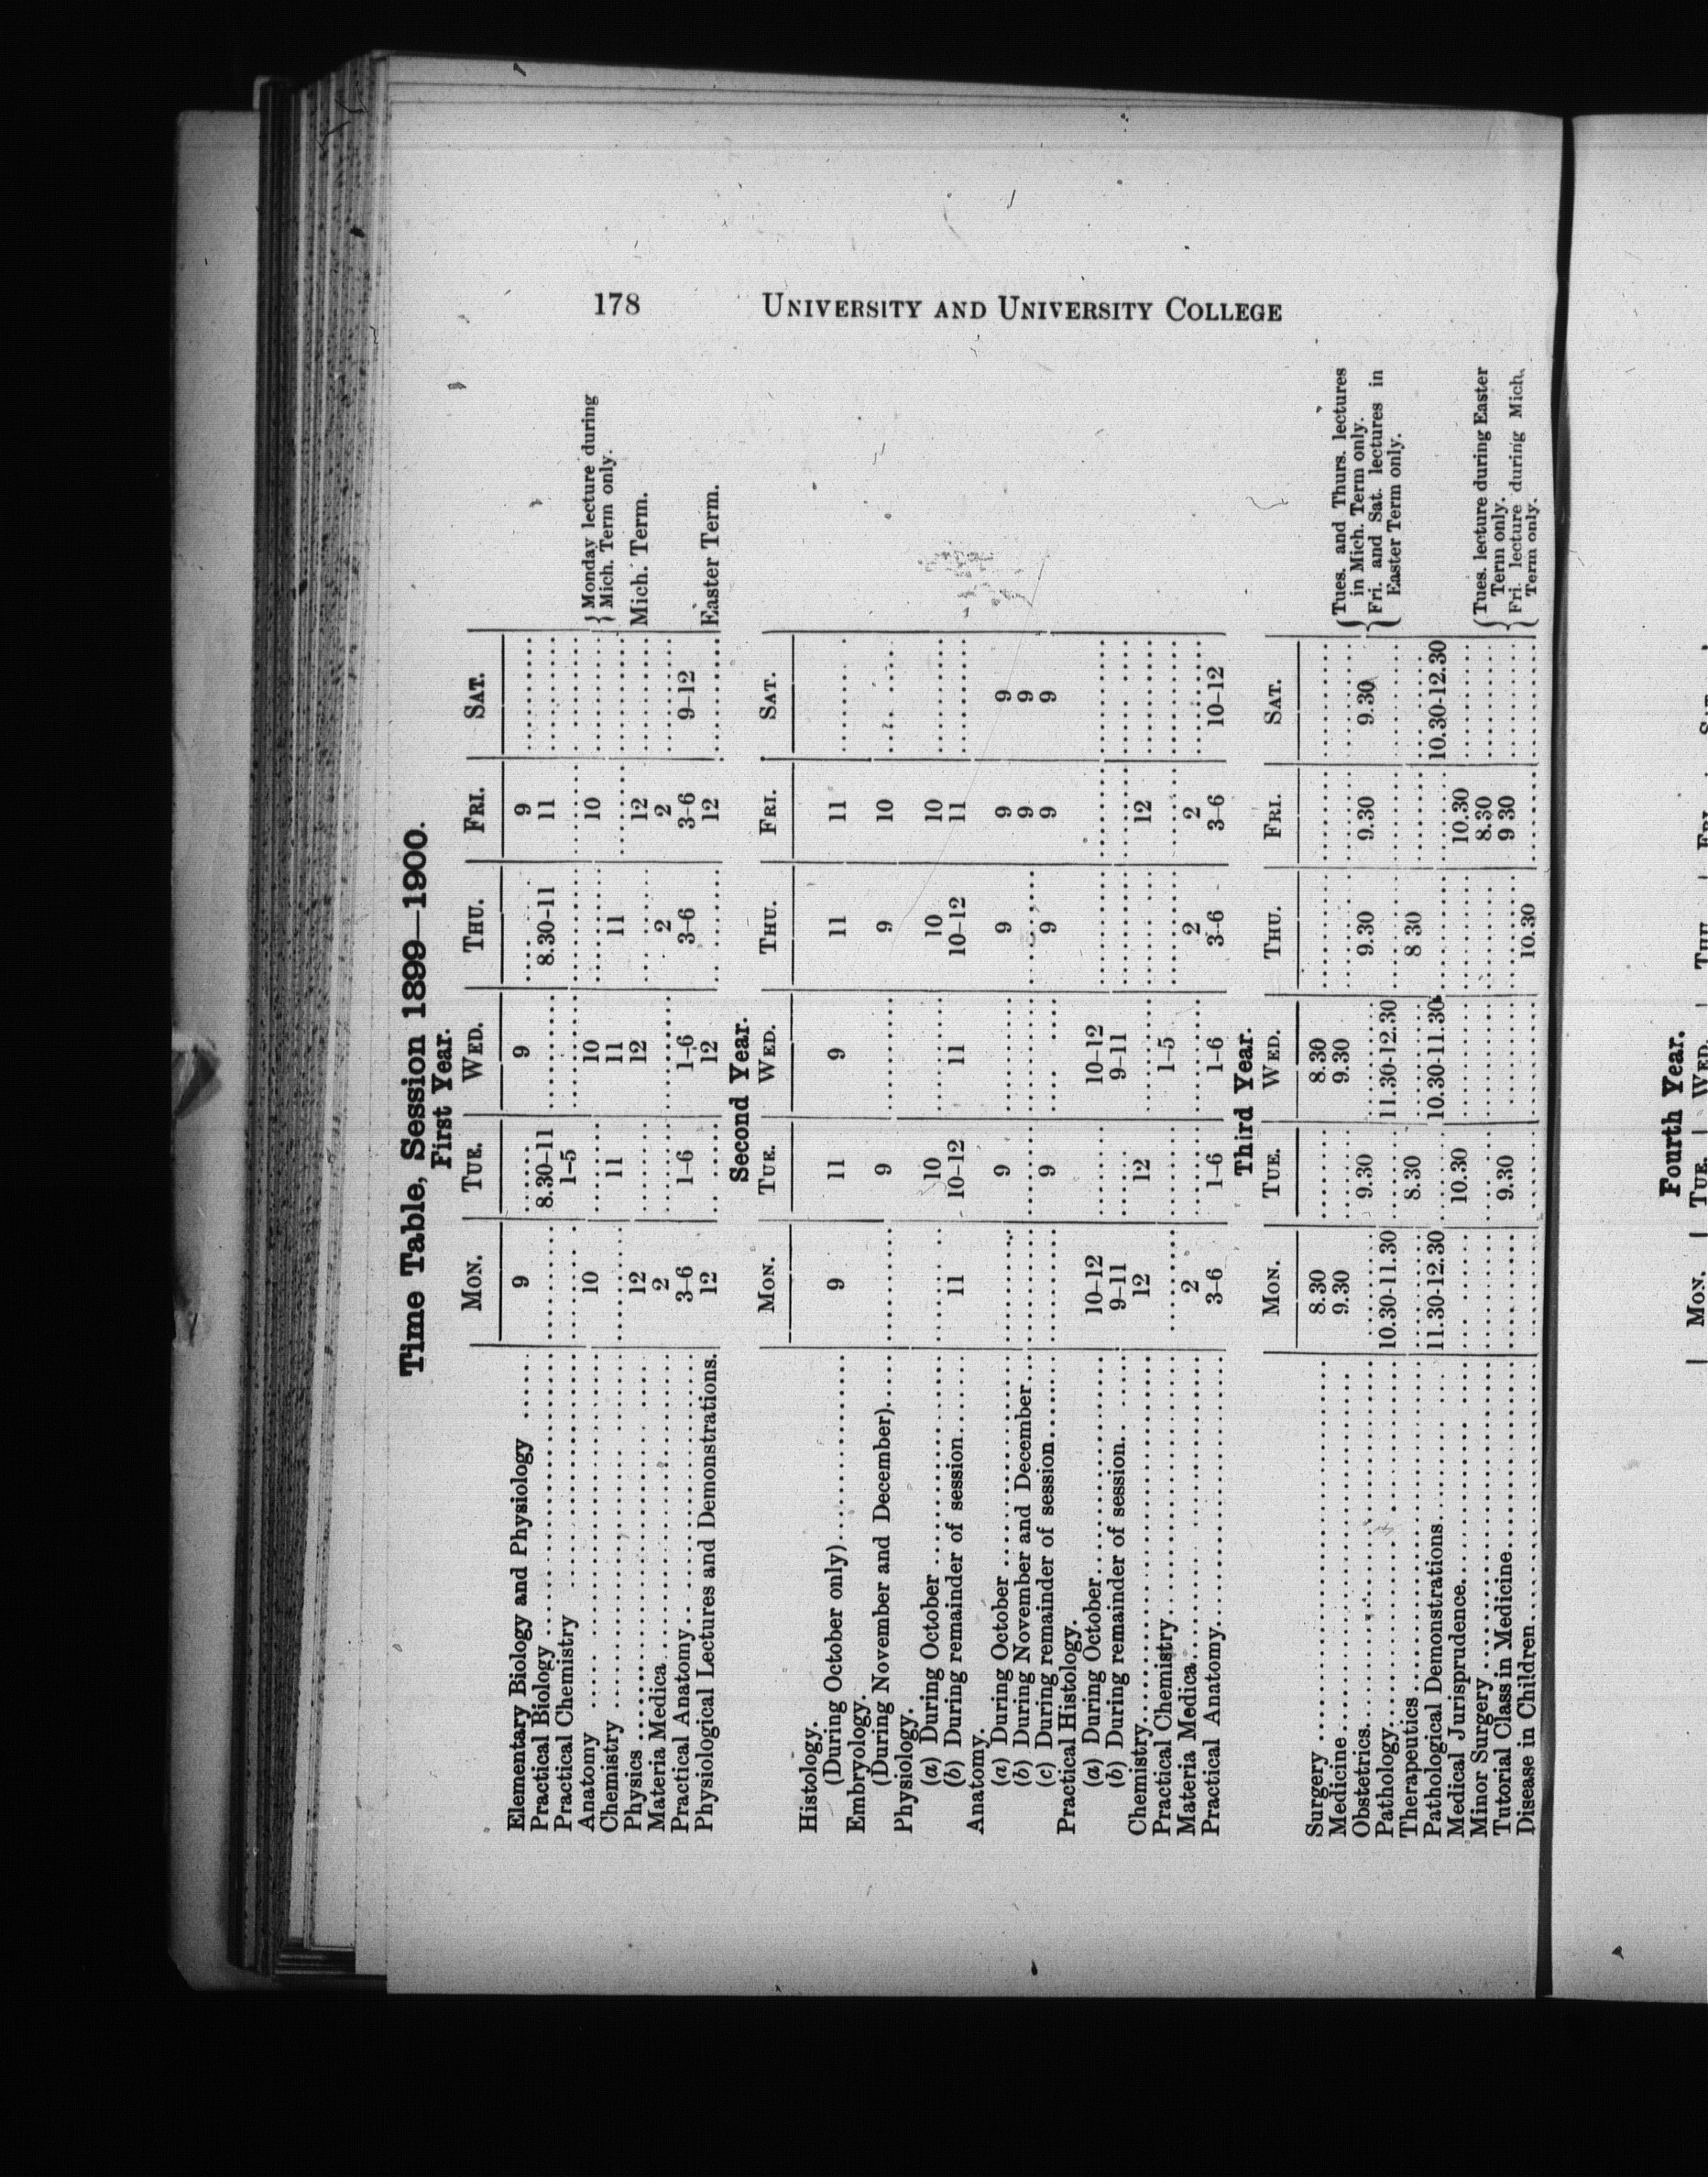 178 UNIVERSITY AND UNIVERSITY COLLEGE
Time Table, Session 1899—1900.
First Year.
MON. TUE. WED. THU. FRI. SAT.
Elementary Biology and Physiology ...... 9 ...... 9 ...... 9 ......
Practical Biology ...... ...... 8.30-11 ...... 8.30-11 11 ......
Practical Chemistry ...... ...... 1-5 ...... ...... ...... ......
Anatomy ...... 10 ...... 10 ...... 10 ...... { Monday lecture during
Mich. Term only.
Chemistry ...... ...... 11 11 11 ...... ......
Physics ...... 12 ...... 12 ...... 12 ...... Mich. Term.
Materia Medica ...... 2 ...... ...... 2 2 ......
Practical Anatomy ...... 3-6 1-6 1-6 3-6 3-6 9-12
Physiological Lectures and Demonstrations. 12 ...... 12 ...... 12 ...... Easter Term.
Second Year.
MON. TUE. WED. THU. FRI. SAT.
Histology.
(During October only) ...... 9 11 9 11 11 ......
Embryology.
(During November and December) ...... ...... 9 ...... 9 10 ......
Physiology.
(a) During October ...... ...... 10 ...... 10 10 ......
(b) During remainder of session ...... 11 10-12 11 10-12 11 ......
Anatomy.
(a) During October ...... ...... 9 ...... 9 9 9
(b) During November and December ...... ...... ...... ...... ...... 9 9
(c) During remainder of session ...... ...... 9 ...... 9 9 9
Practical Histology.
(a) During October ...... 10-12 ...... 10-12 ...... ...... ......
(b) During remainder of session ...... 9-11 ...... 9-11 ...... ...... ......
Chemistry ...... 12 12 ...... ...... 12 ......
Practical Chemistry ...... ...... ...... 1-5 ...... ...... ......
Materia Medica ...... 2 ...... ...... 2 2 ......
Practical Anatomy ...... 3-6 1-6 1-6 3-6 3-6 10-12
Third Year.
MON. TUE. WED. THU. FRI. SAT.
Surgery ...... 8.30 ...... 8.30 ...... ...... ......
Medicine ...... 9.30 ...... 9.30 ...... ...... ......
Obstetrics ...... ...... 9.30 ...... 9.30 9.30 9.30 { Tues. and Thurs. lectures
in Mich. Term only.
Fri. and Sat. lectures in
Easter Term only.
Pathology ...... 10.30-11.30 ...... 11.30-12.30 ...... ...... ......
Therapeutics ...... ...... 8.30 ...... 8 30 ...... ......
Pathological Demonstrations ...... 11.30-12.30 ...... 10.30-11.30 ...... ...... 10.30-12.30
Medical Jurisprudence ...... ...... 10.30 ...... ...... 10.30 ......
Minor Surgery ...... ...... ...... ...... ...... 8.30 ......
Tutorial Class in Medicine ...... ...... 9.30 ...... ...... 9 30 ...... { Tues. lecture during Easter
Term only.
Fri. lecture during Mich.
Term only.
Disease in Children ...... ...... ...... ...... 10.30 ...... ......
Fourth Year.
MON. TUE. WED.